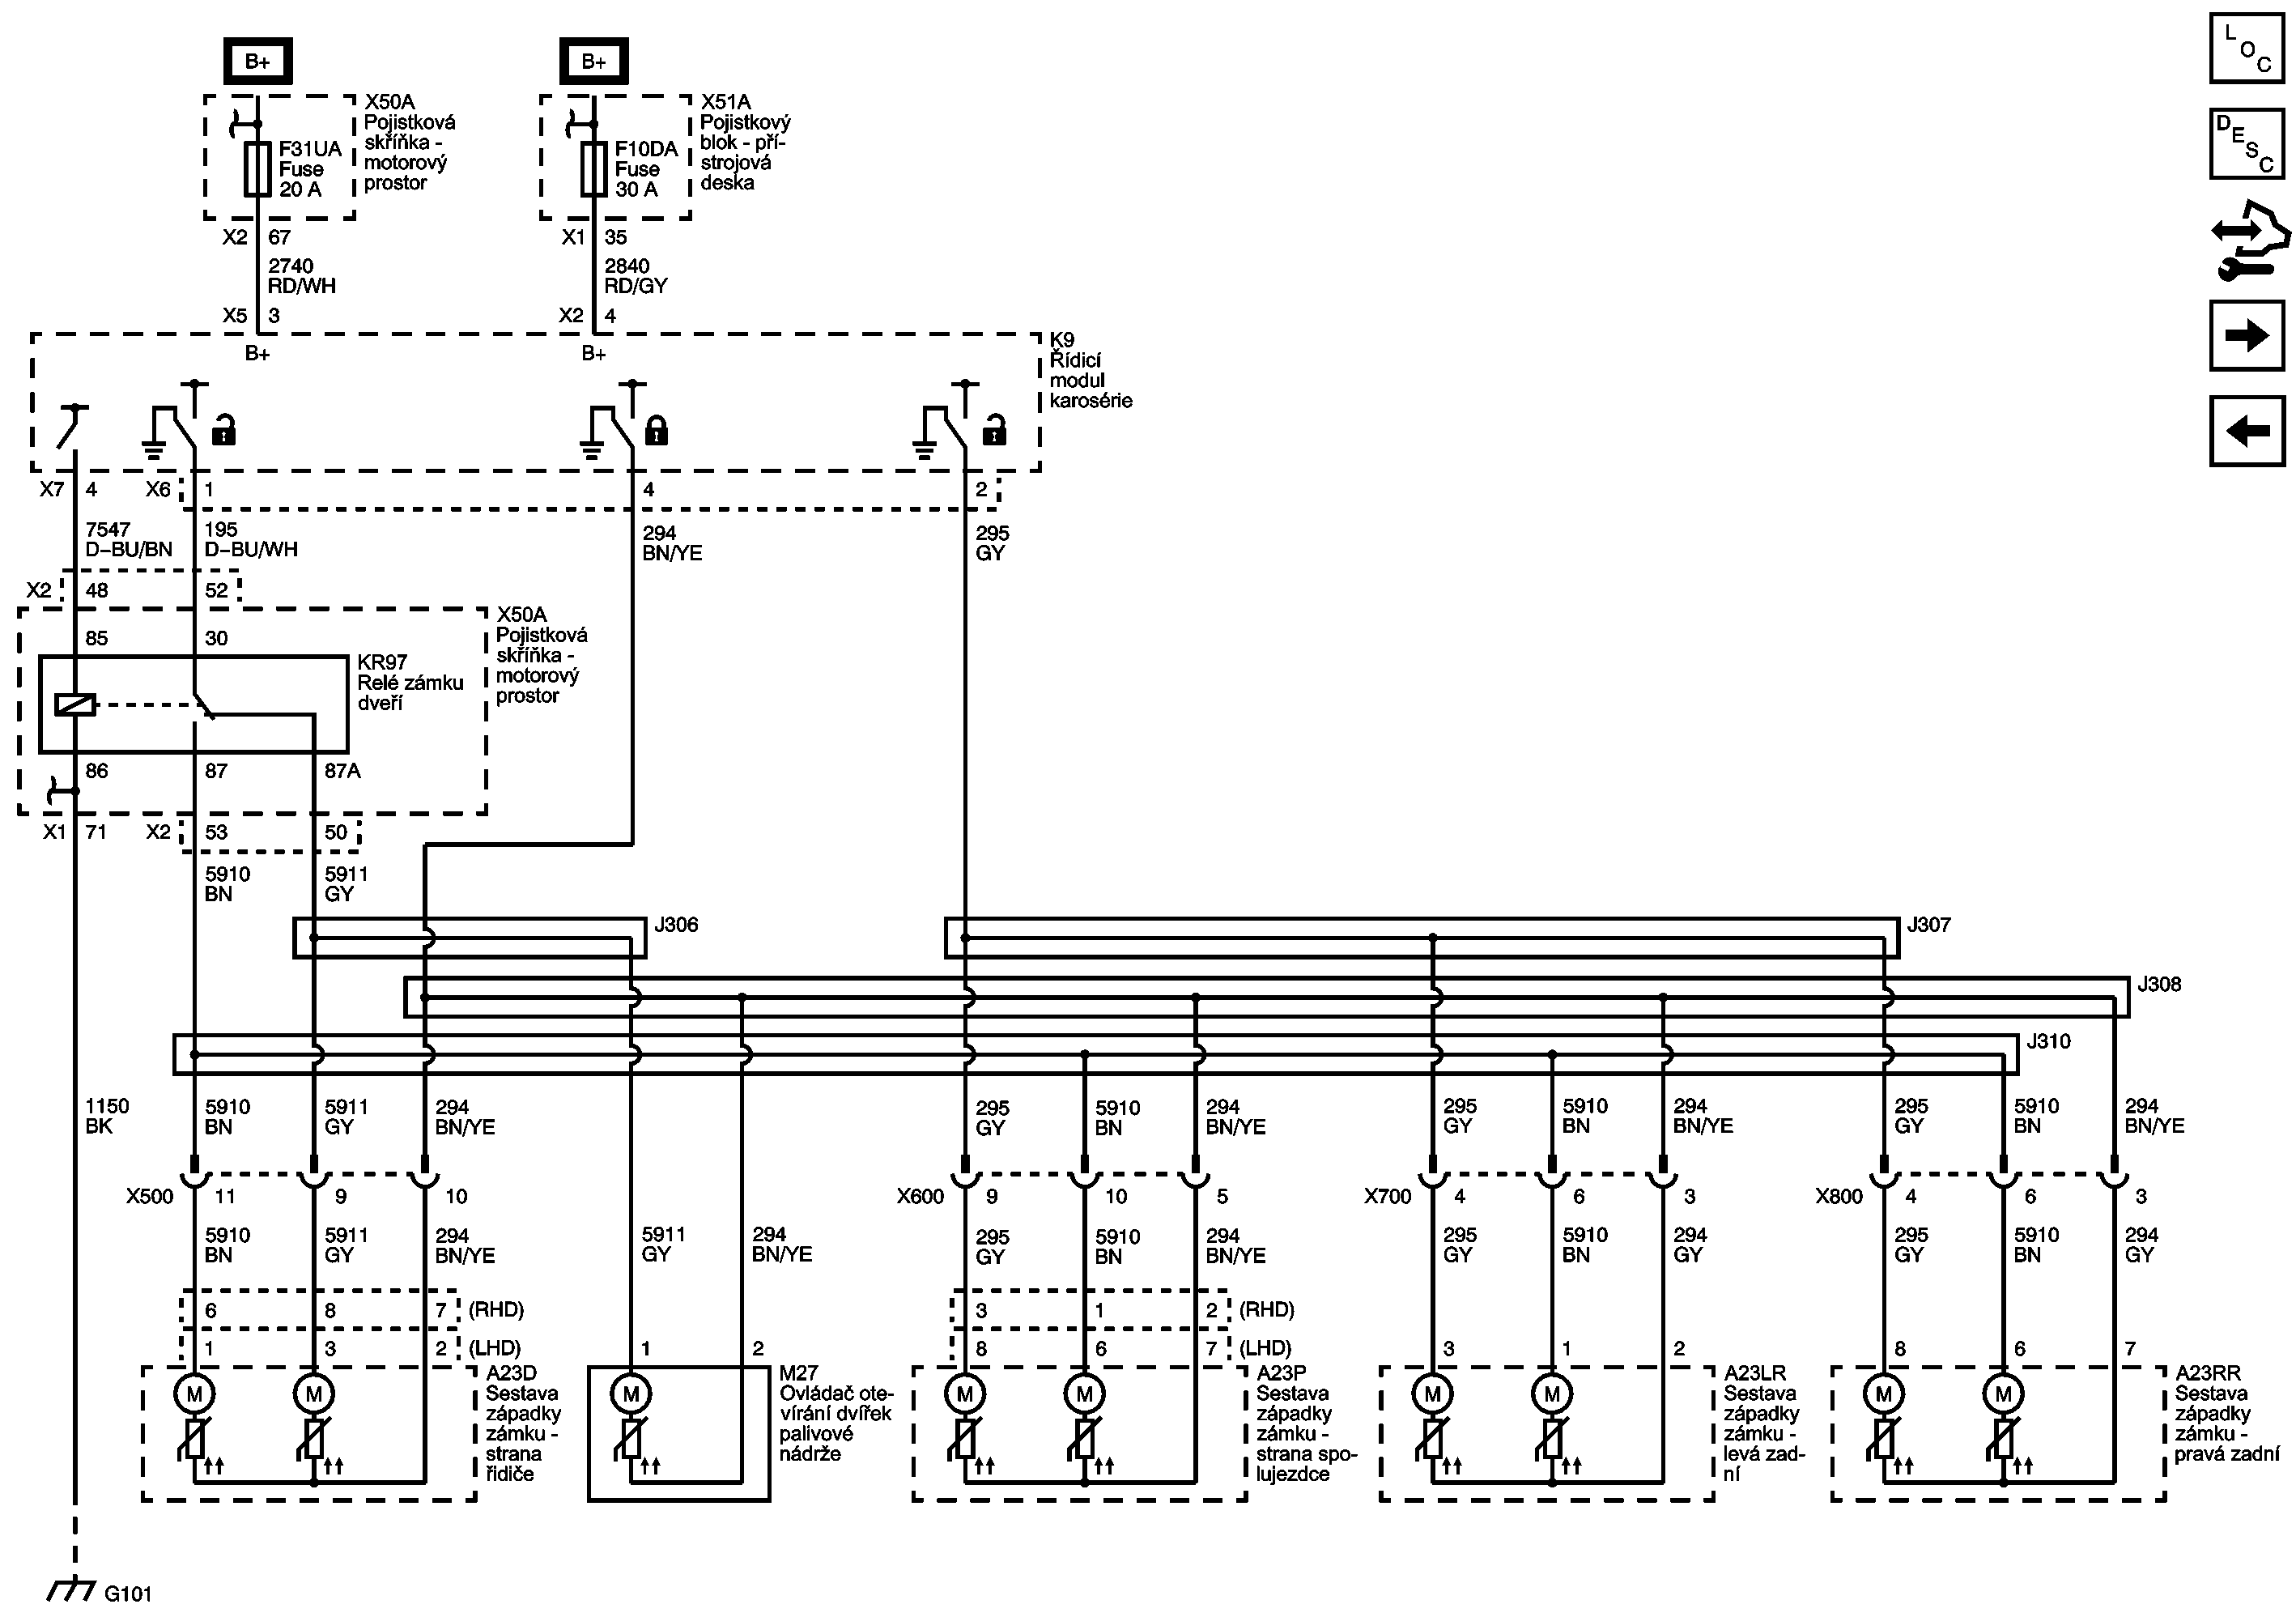 B+
B+
L
O
C
X50A
Pojistková
skříňka -
motorový
prostor
F31UA
Fuse
20 A
X51A
Pojistkový
blok - pří-
strojová
deska
F10DA
Fuse
30 A
D
E
S
C
X2 67
2740
RD/WH
X5 3
X1 35
2840
RD/GY
X2 4
B+
B+
K9
Řídicí
modul
karosérie
X7 4 X6 1 4 2
7547
D-BU/BN
195
D-BU/WH
294
BN/YE
295
GY
X2 48 52
X50A
Pojistková
skříňka -
motorový
prostor
85 30
KR97
Relé zámku
dveří
86 87 87A
X1 71 X2 53 50
5910
BN
5911
GY
J306
J307
J308
J310
1150
BK
5910
BN
5911
GY
294
BN/YE
295
GY
5910
BN
294
BN/YE
295
GY
5910
BN
294
BN/YE
295
GY
5910
BN
294
BN/YE
X500 11 9 10
X600 9 10 5
X700 4 6 3
X800 4 6 3
5910
BN
5911
GY
294
BN/YE
5911
GY
294
BN/YE
295
GY
5910
BN
294
BN/YE
295
GY
5910
BN
294
GY
295
GY
5910
BN
294
GY
6 8 7 (RHD)
3 1 2 (RHD)
1 3 2 (LHD)
1 2
8 6 7 (LHD)
3 1 2
8 6 7
M M
A23D
Sestava
západky
zámku -
strana
řidiče
M
M27
Ovládač ote-
vírání dvířek
palivové
nádrže
M M
A23P
Sestava
západky
zámku -
strana spo-
lujezdce
M M
A23LR
Sestava
západky
zámku -
levá zad-
ní
M M
A23RR
Sestava
západky
zámku -
pravá zadní
G101